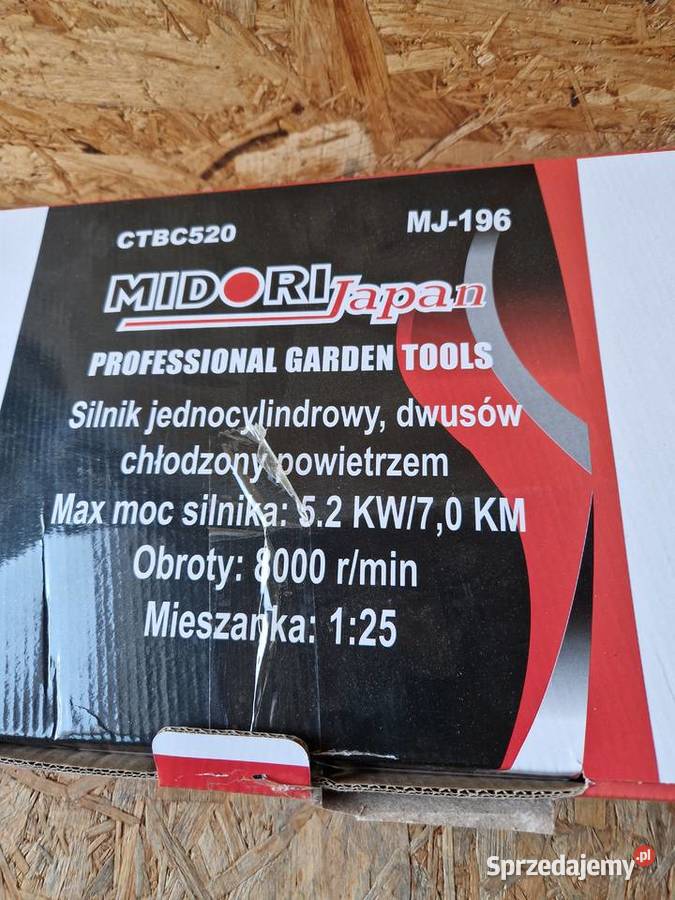 CTBC520 MJ-196
MIDORI Japan
PROFESSIONAL GARDEN TOOLS
Silnik jednocylindrowy, dwusów
chłodzony powietrzem
Max moc silnika: 5.2 KW/7,0 KM
Obroty: 8000 r/min
Mieszanka: 1:25
Sprzedajemy.pl